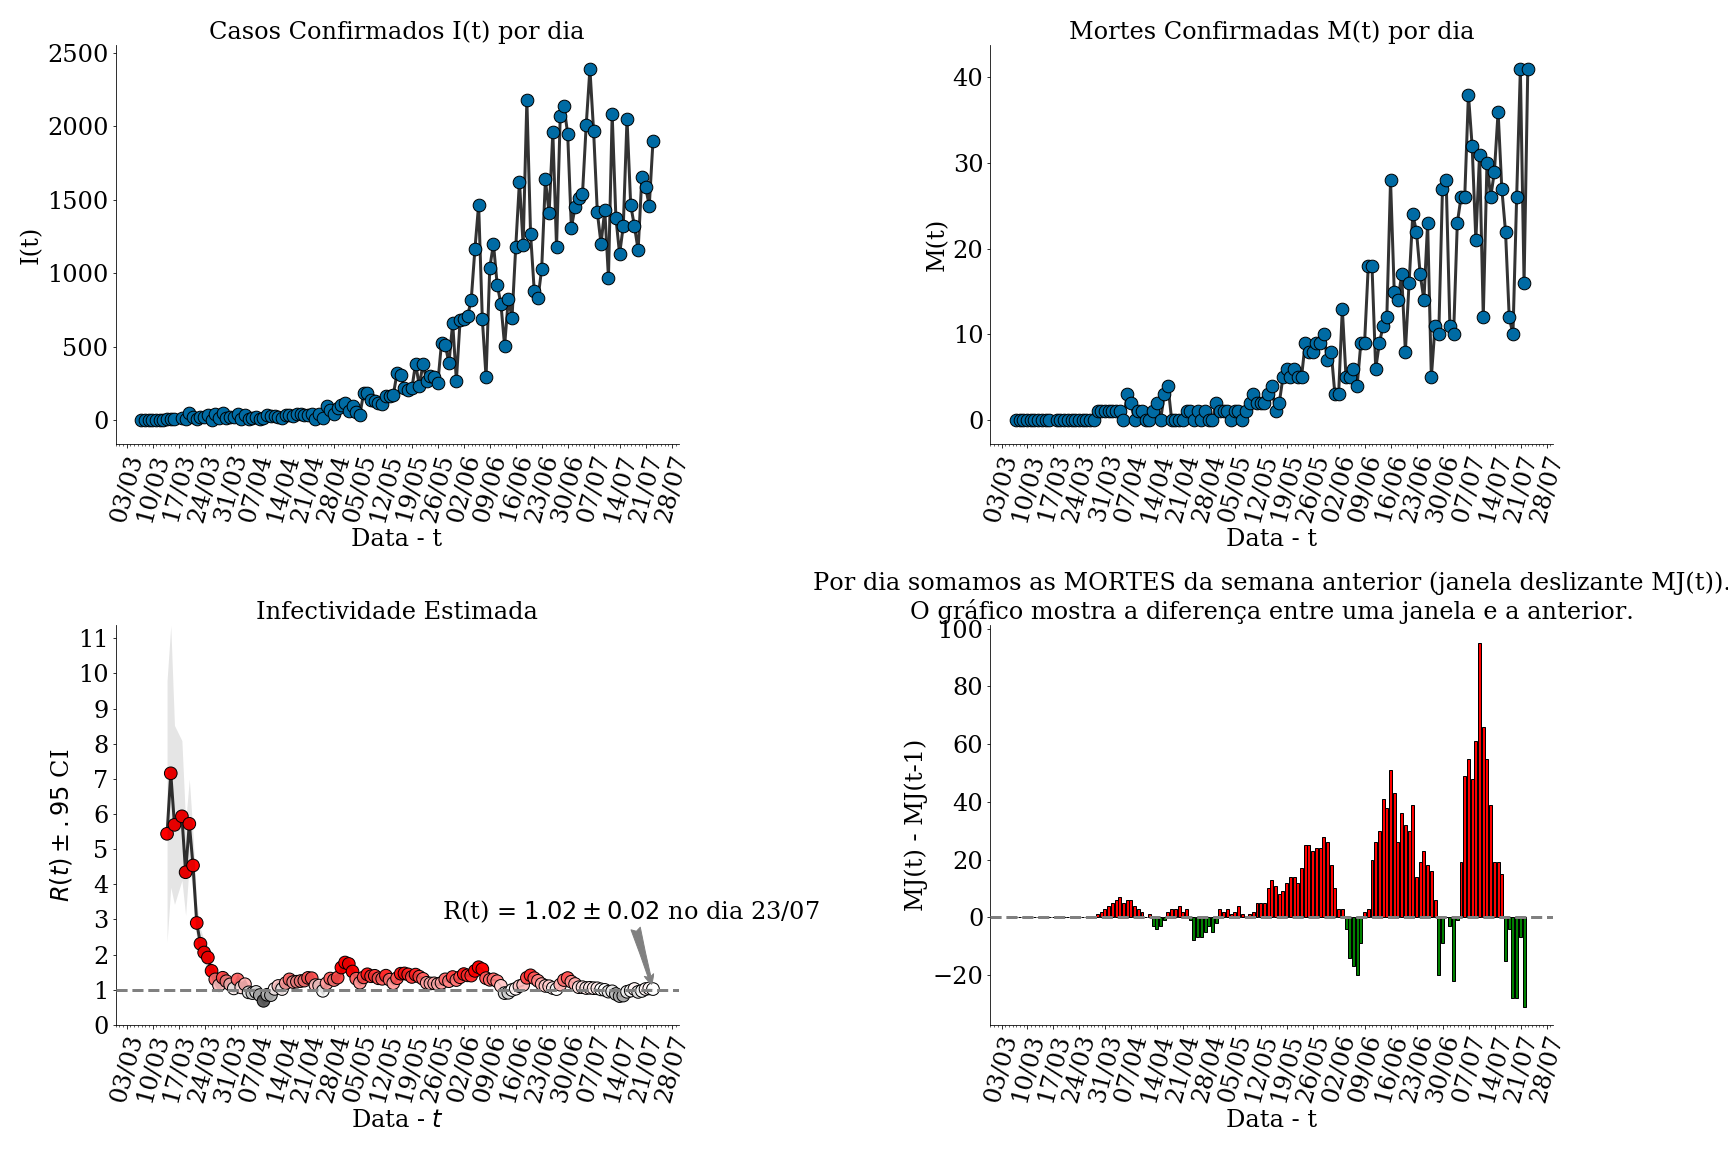 Casos Confirmados I(t) por dia
2500
2000
1500
1000
500
0
I(t)
03/03 10/03 17/03 24/03 31/03 07/04 14/04 21/04 28/04 05/05 12/05 19/05 26/05 02/06 09/06 16/06 23/06 30/06 07/07 14/07 21/07 28/07
Data - t
Mortes Confirmadas M(t) por dia
40
30
20
10
0
M(t)
03/03 10/03 17/03 24/03 31/03 07/04 14/04 21/04 28/04 05/05 12/05 19/05 26/05 02/06 09/06 16/06 23/06 30/06 07/07 14/07 21/07 28/07
Data - t
Infectividade Estimada
11
10
9
8
7
6
5
4
3
2
1
0
R(t) ± .95 CI
R(t) = 1.02 ± 0.02 no dia 23/07
03/03 10/03 17/03 24/03 31/03 07/04 14/04 21/04 28/04 05/05 12/05 19/05 26/05 02/06 09/06 16/06 23/06 30/06 07/07 14/07 21/07 28/07
Data - t
Por dia somamos as MORTES da semana anterior (janela deslizante MJ(t)).
O gráfico mostra a diferença entre uma janela e a anterior.
100
80
60
40
20
0
−20
MJ(t) - MJ(t-1)
03/03 10/03 17/03 24/03 31/03 07/04 14/04 21/04 28/04 05/05 12/05 19/05 26/05 02/06 09/06 16/06 23/06 30/06 07/07 14/07 21/07 28/07
Data - t